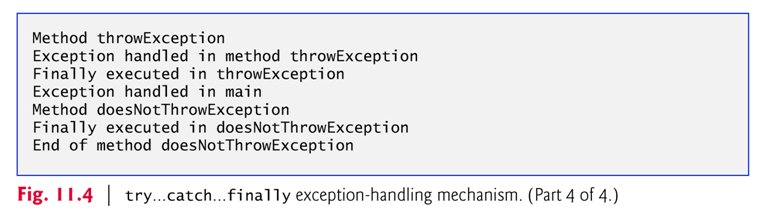 Method throwException
Exception handled in method throwException
Finally executed in throwException
Exception handled in main
Method doesNotThrowException
Finally executed in doesNotThrowException
End of method doesNotThrowException
Fig. 11.4 | try…catch…finally exception-handling mechanism. (Part 4 of 4.)